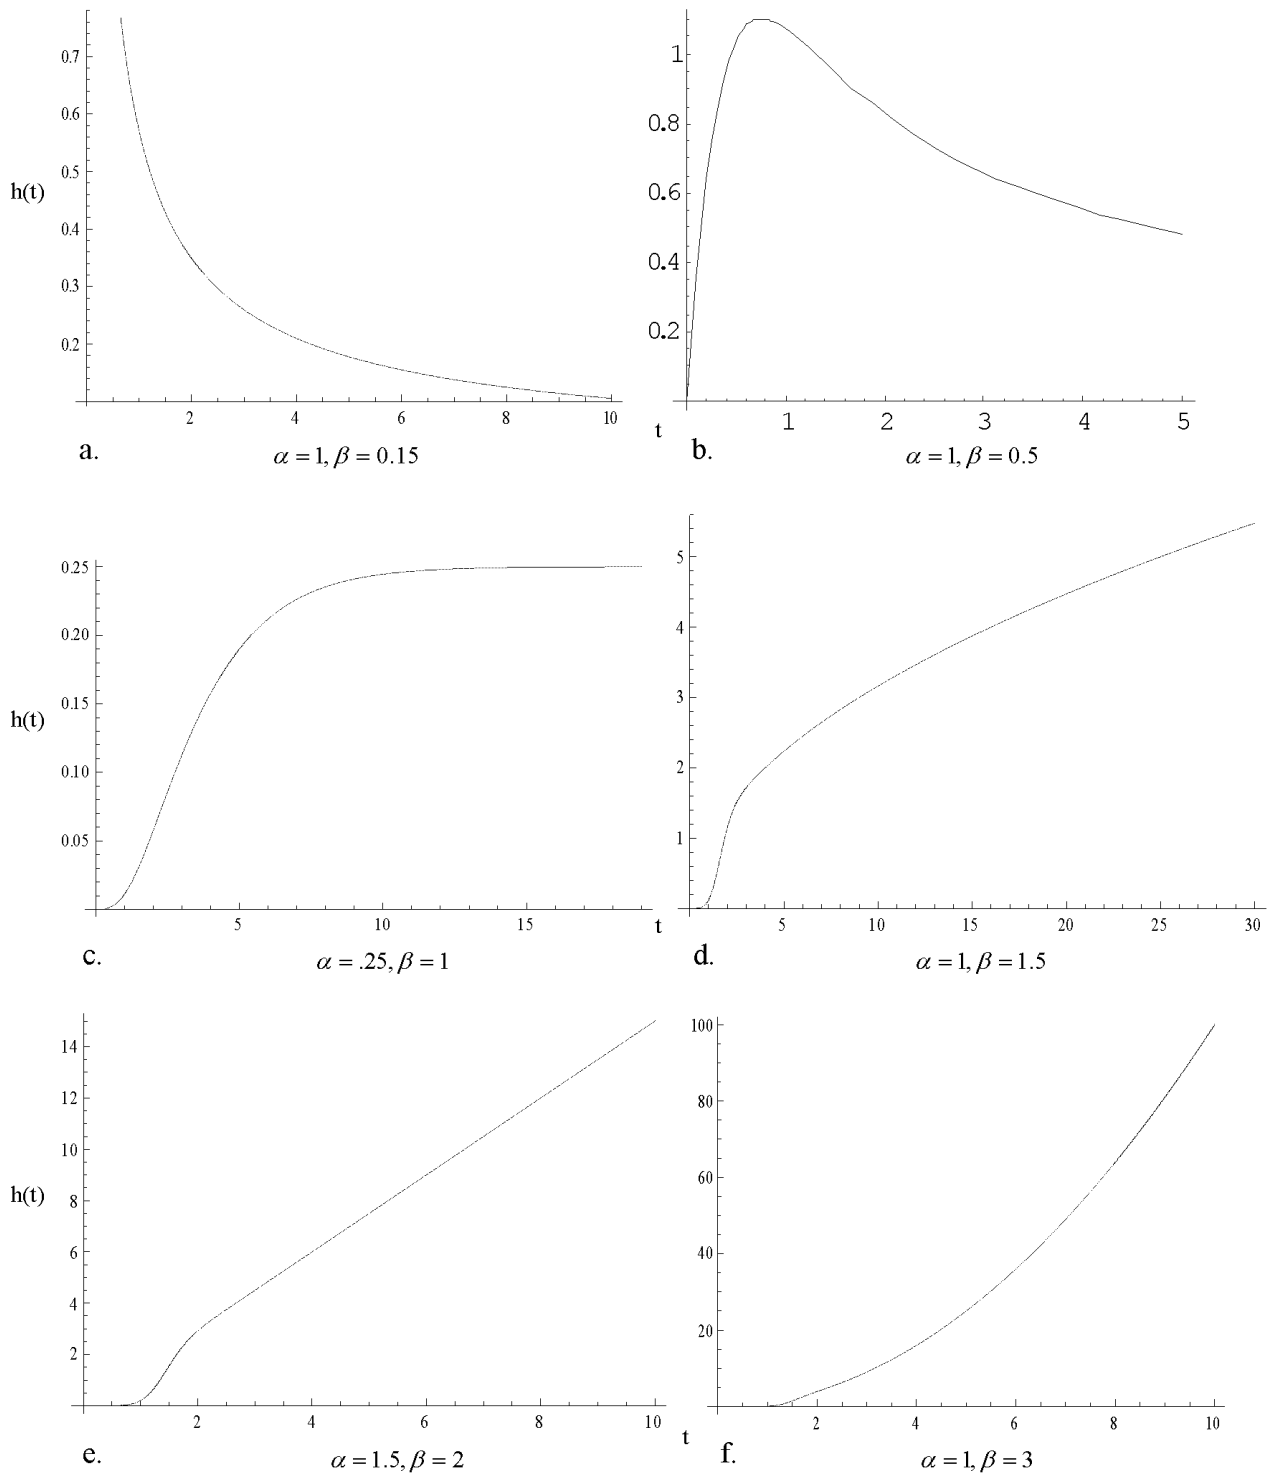 0.7
0.6
0.5
h(t)
0.4
0.3
0.2
2 4 6 8 10
a.
α = 1, β = 0.15
1
0.8
0.6
0.4
0.2
t 1 2 3 4 5
b.
α = 1, β = 0.5
0.25
0.20
0.15
h(t)
0.10
0.05
5 10 15 t
c.
α = .25, β = 1
5
4
3
2
1
5 10 15 20 25 30
d.
α = 1, β = 1.5
14
12
10
h(t)
8
6
4
2
2 4 6 8 10 t
e.
α = 1.5, β = 2
100
80
60
40
20
2 4 6 8 10
f.
α = 1, β = 3